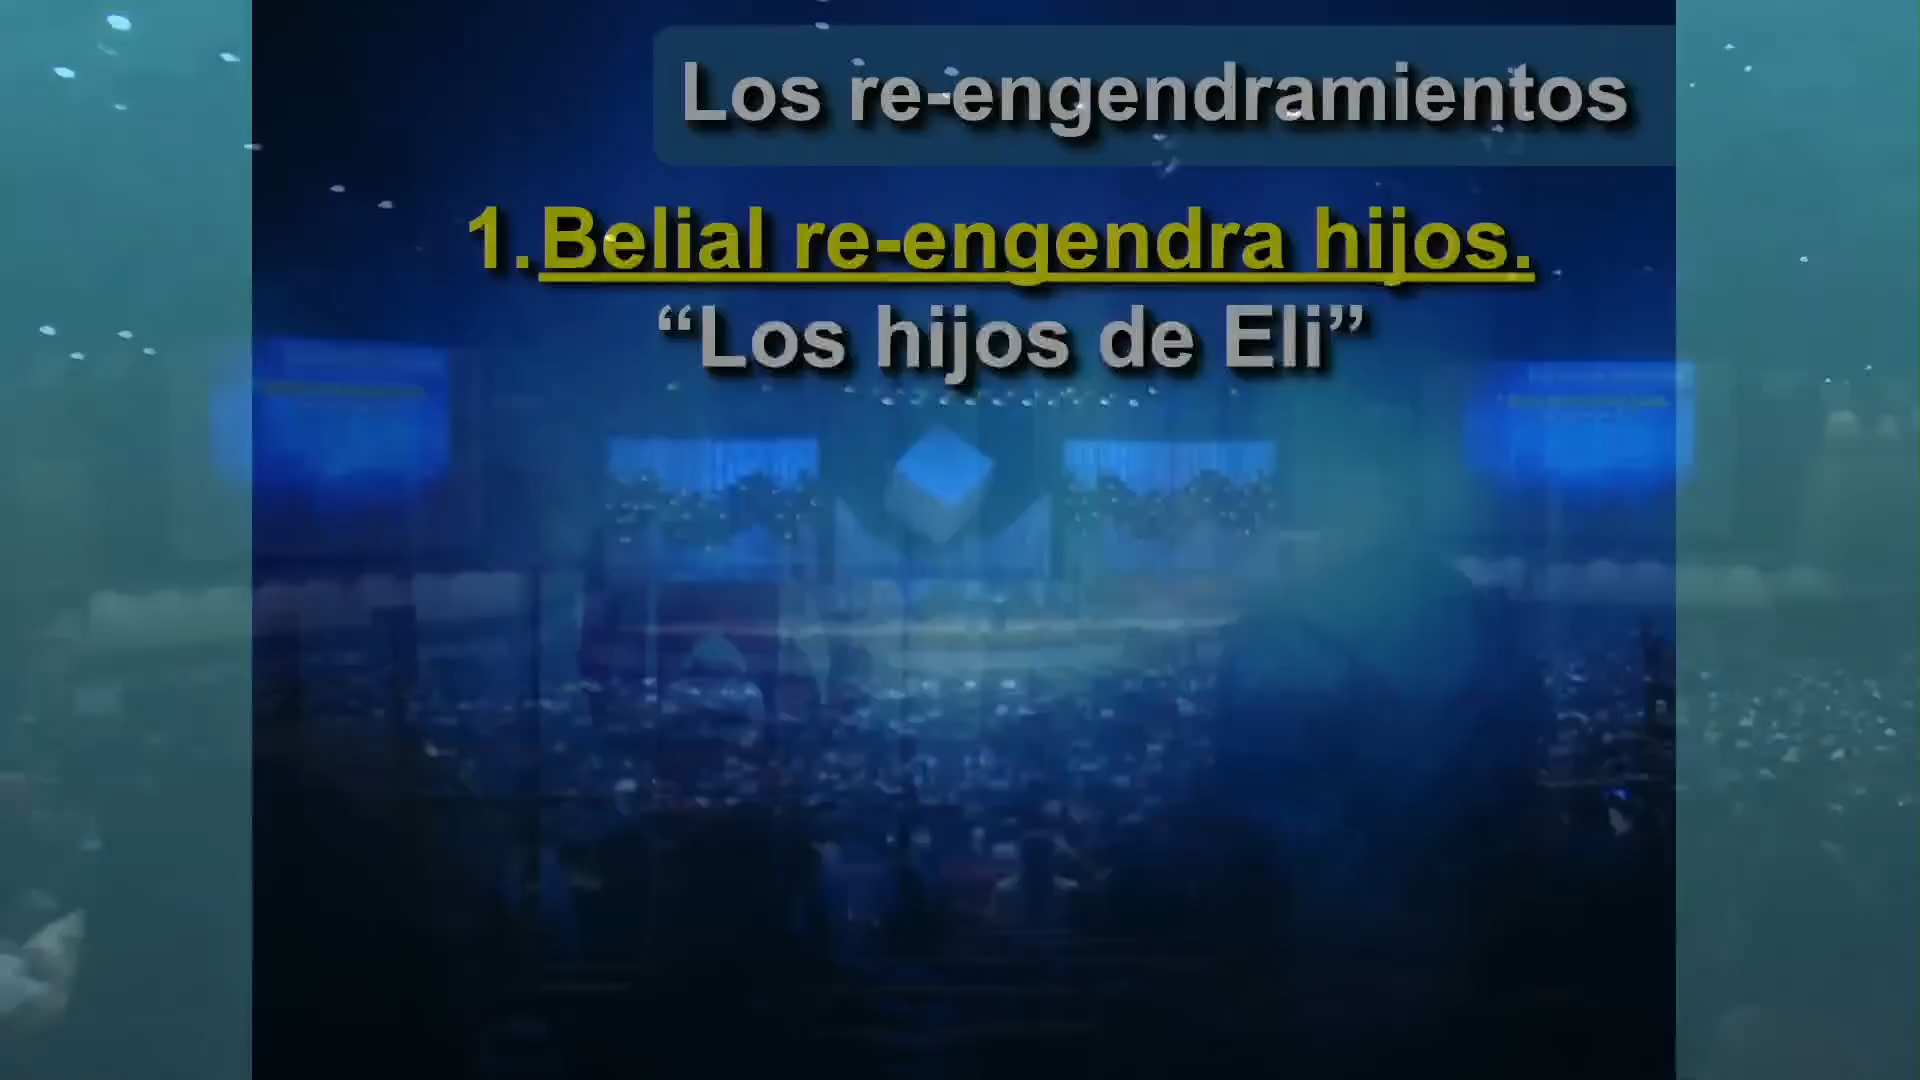 Los re-engendramientos
1. Belial re-engendra hijos.
“Los hijos de Eli”